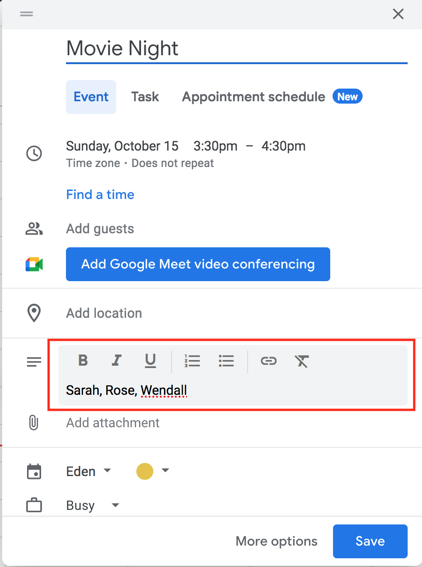 Movie Night
Event Task Appointment schedule New
Sunday, October 15 3:30pm – 4:30pm
Time zone • Does not repeat
Find a time
Add guests
Add Google Meet video conferencing
Add location
B I U
Sarah, Rose, Wendall
Add attachment
Eden
Busy
More options Save